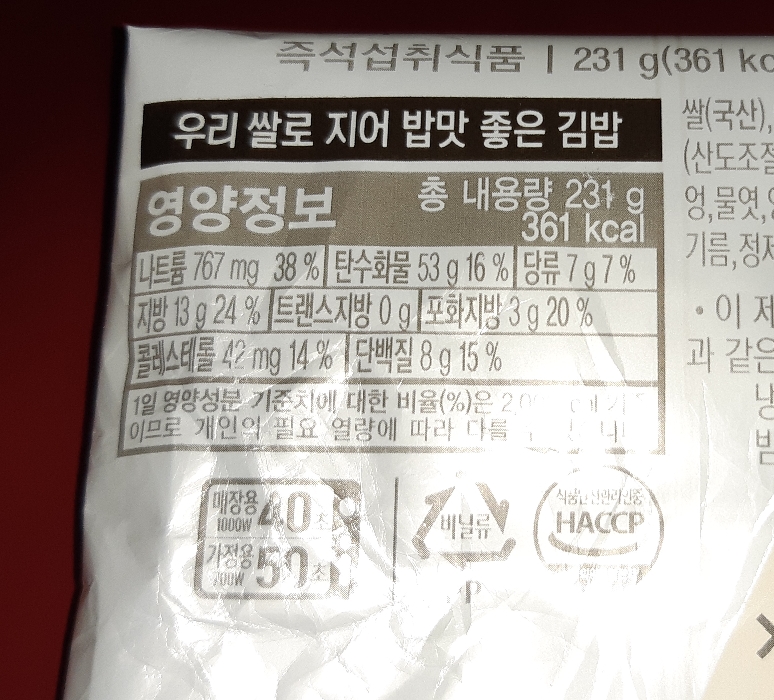 즉석섭취식품 | 231 g(361 kc
우리 쌀로 지어 밥맛 좋은 김밥
영양정보
총 내용량 231 g
361 kcal
나트륨 767 mg 38 % 탄수화물 53 g 16 % 당류 7 g 7 %
지방 13 g 24 % 트랜스지방 0 g 포화지방 3 g 20 %
콜레스테롤 42 mg 14 % 단백질 8 g 15 %
1일 영양성분 기준치에 대한 비율(%)은
이므로 개인의 필요 열량에 따라 다를
매장용 1000W 40초
가정용 700W 50초
비닐류
HACCP
쌀(국산),
(산도조절
엉,물엿,
기름,정제
• 이 제
과 같은